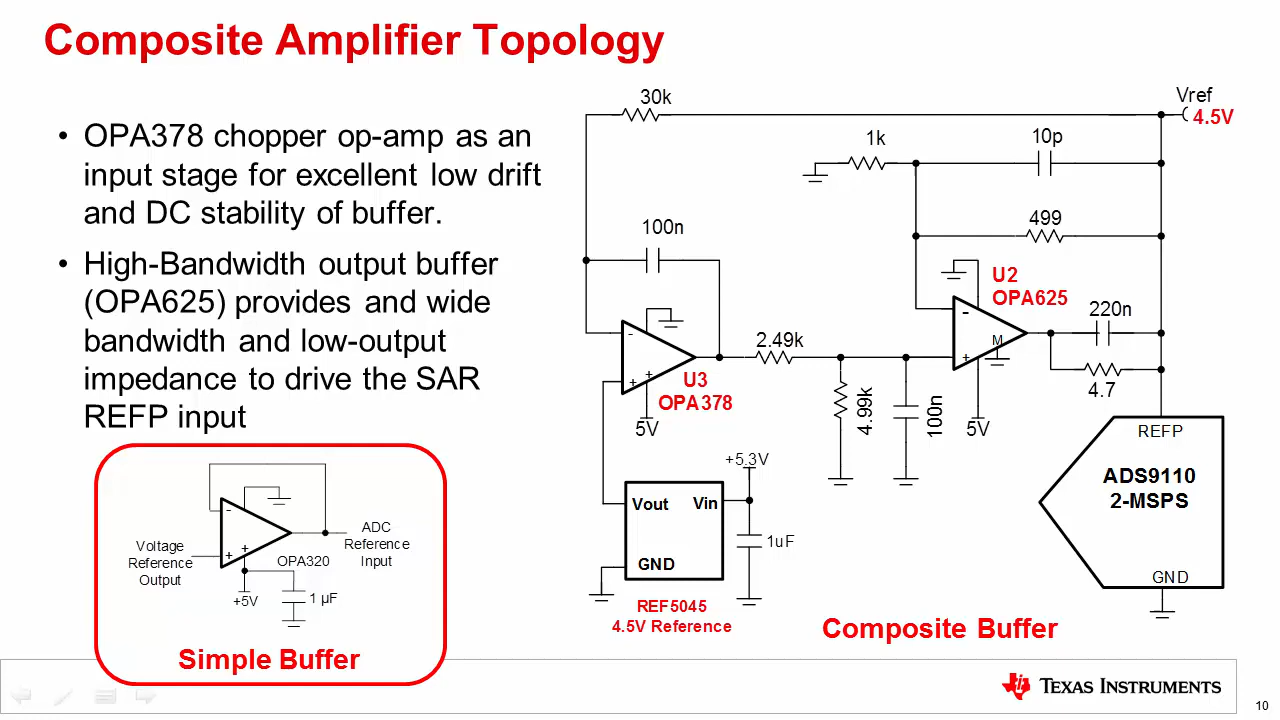 Composite Amplifier Topology
• OPA378 chopper op-amp as an
input stage for excellent low drift
and DC stability of buffer.
• High-Bandwidth output buffer
(OPA625) provides and wide
bandwidth and low-output
impedance to drive the SAR
REFP input
30k
Vref
4.5V
1k
10p
100n
499
U2
OPA625
220n
-
M
+
4.7
5V
-
+
+
U3
OPA378
5V
2.49k
4.99k
100n
REFP
ADS9110
2-MSPS
GND
+5.3V
Vout
Vin
GND
1uF
REF5045
4.5V Reference
Composite Buffer
-
+
+
Voltage
Reference
Output
OPA320
ADC
Reference
Input
+5V
1 µF
Simple Buffer
TEXAS INSTRUMENTS
10